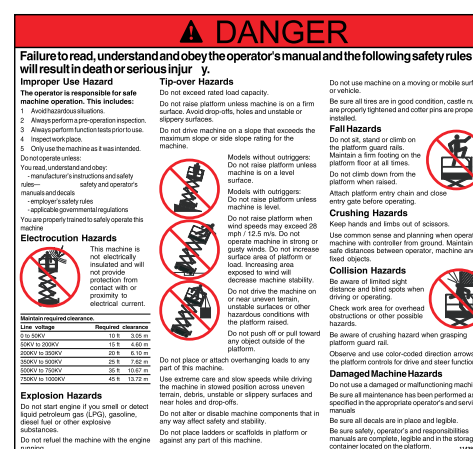 DANGER
Failure to read, understand and obey the operator's manual and the following safety rules
will result in death or serious injur y.
Improper Use Hazard
The operator is responsible for safe
machine operation. This includes:
1 Avoid hazardous situations.
2 Always perform a pre-operation inspection.
3 Always perform function tests prior to use.
4 Inspect work place.
5 Only use the machine as it was intended.
Do not operate unless:
You read, understand and obey:
- manufacturer's instructions and safety
rules— safety and operator's
manuals and decals
- employer's safety rules
- applicable governmental regulations
You are properly trained to safely operate this
machine
Electrocution Hazards
This machine is
not electrically
insulated and will
not provide
protection from
contact with or
proximity to
electrical current.
Maintain required clearance.
Line voltage Required clearance
0 to 50KV 10 ft 3.05 m
50KV to 200KV 15 ft 4.60 m
200KV to 350KV 20 ft 6.10 m
350KV to 500KV 25 ft 7.62 m
500KV to 750KV 35 ft 10.67 m
750KV to 1000KV 45 ft 13.72 m
Explosion Hazards
Do not start engine if you smell or detect
liquid petroleum gas (LPG), gasoline,
diesel fuel or other explosive
substances.
Do not refuel the machine with the engine
running.
Tip-over Hazards
Do not exceed rated load capacity.
Do not raise platform unless machine is on a firm
surface. Avoid drop-offs, holes and unstable or
slippery surfaces.
Do not drive machine on a slope that exceeds the
maximum slope or side slope rating for the
machine.
Models without outriggers:
Do not raise platform unless
machine is on a level
surface.
Models with outriggers:
Do not raise platform unless
machine is level.
Do not raise platform when
wind speeds may exceed 28
mph / 12.5 m/s. Do not
operate machine in strong or
gusty winds. Do not increase
surface area of platform or
load. Increasing area
exposed to wind will
decrease machine stability.
Do not drive the machine on
or near uneven terrain,
unstable surfaces or other
hazardous conditions with
the platform raised.
Do not push off or pull toward
any object outside of the
platform.
Do not place or attach overhanging loads to any
part of this machine.
Use extreme care and slow speeds while driving
the machine in stowed position across uneven
terrain, debris, unstable or slippery surfaces and
near holes and drop-offs.
Do not alter or disable machine components that in
any way affect safety and stability.
Do not place ladders or scaffolds in platform or
against any part of this machine.
Do not use machine on a moving or mobile surf
or vehicle.
Be sure all tires are in good condition, castle nu
are properly tightened and cotter pins are proper
installed.
Fall Hazards
Do not sit, stand or climb on
the platform guard rails.
Maintain a firm footing on the
platform floor at all times.
Do not climb down from the
platform when raised.
Attach platform entry chain and close
entry gate before operating.
Crushing Hazards
Keep hands and limbs out of scissors.
Use common sense and planning when operat
machine with controller from ground. Maintain
safe distances between operator, machine and
fixed objects.
Collision Hazards
Be aware of limited sight
distance and blind spots when
driving or operating.
Check work area for overhead
obstructions or other possible
hazards.
Be aware of crushing hazard when grasping
platform guard rail.
Observe and use color-coded direction arrows
the platform controls for drive and steer function
Damaged Machine Hazards
Do not use a damaged or malfunctioning machi
Be sure all maintenance has been performed as
specified in the appropriate operator's and servi
manuals
Be sure all decals are in place and legible.
Be sure safety, operator's and responsibilities
manuals are complete, legible and in the storag
container located on the platform.